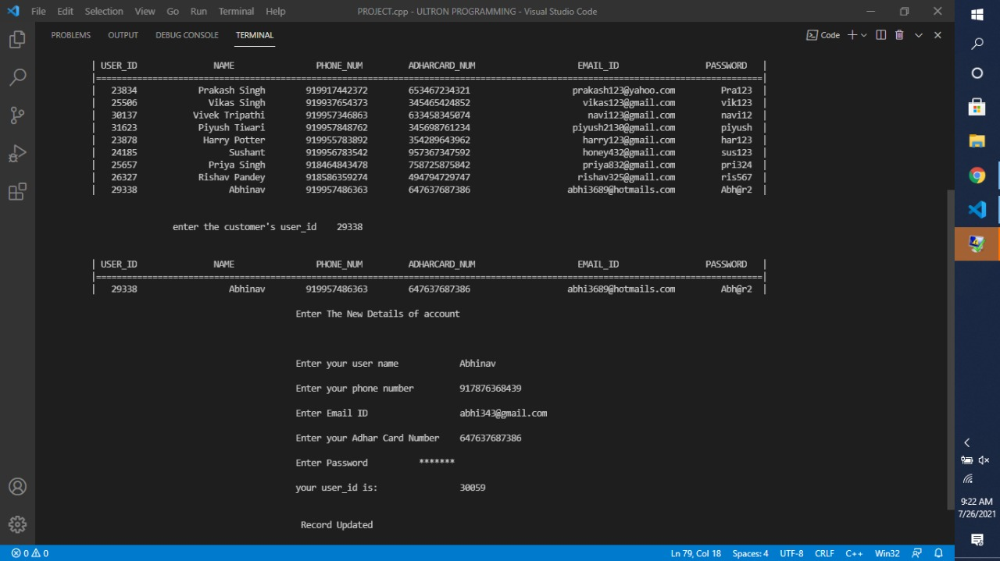 File Edit Selection View Go Run Terminal Help PROJECT.cpp - ULTRON PROGRAMMING - Visual Studio Code
PROBLEMS OUTPUT DEBUG CONSOLE TERMINAL Code
| USER_ID NAME PHONE_NUM ADHARCARD_NUM EMAIL_ID PASSWORD |
|==================================================================================================================================|
| 23834 Prakash Singh 919917442372 653467234321 prakash123@yahoo.com Pra123 |
| 25506 Vikas Singh 919937654373 345465424852 vikas123@gmail.com vik123 |
| 30137 Vivek Tripathi 919957346863 633458345074 navi123@gmail.com navi12 |
| 31623 Piyush Tiwari 919957848762 345698761234 piyush2130@gmail.com piyush |
| 23878 Harry Potter 919955783892 354289643962 harry123@gmail.com har123 |
| 24185 Sushant 919956783542 957367347592 honey432@gmail.com sus123 |
| 25657 Priya Singh 918464843478 758725875842 priya832@gmail.com pri324 |
| 26327 Rishav Pandey 918586359274 494794729747 rishav325@gmail.com ris567 |
| 29338 Abhinav 919957486363 647637687386 abhi3689@hotmails.com Abh@r2 |
enter the customer's user_id 29338
| USER_ID NAME PHONE_NUM ADHARCARD_NUM EMAIL_ID PASSWORD |
|==================================================================================================================================|
| 29338 Abhinav 919957486363 647637687386 abhi3689@hotmails.com Abh@r2 |
Enter The New Details of account
Enter your user name Abhinav
Enter your phone number 917876368439
Enter Email ID abhi343@gmail.com
Enter your Adhar Card Number 647637687386
Enter Password *******
your user_id is: 30059
Record Updated
0 0 Ln 79, Col 18 Spaces: 4 UTF-8 CRLF C++ Win32
9:22 AM
7/26/2021